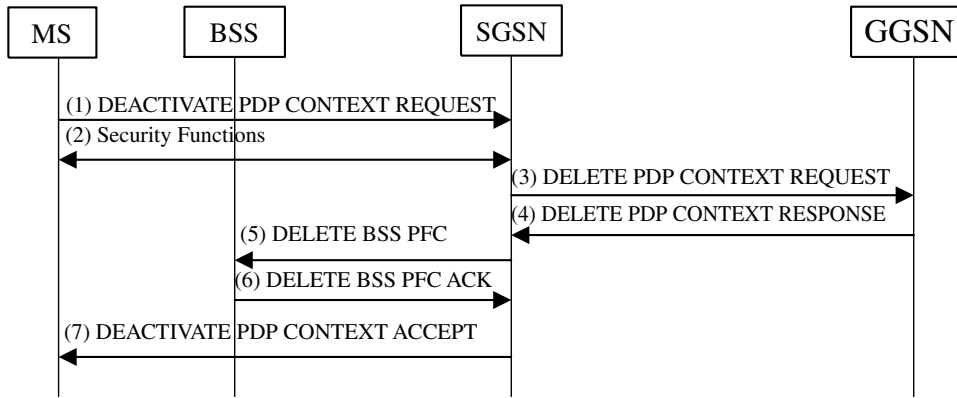 MS BSS SGSN GGSN
(1) DEACTIVATE PDP CONTEXT REQUEST
(2) Security Functions
(3) DELETE PDP CONTEXT REQUEST
(4) DELETE PDP CONTEXT RESPONSE
(5) DELETE BSS PFC
(6) DELETE BSS PFC ACK
(7) DEACTIVATE PDP CONTEXT ACCEPT